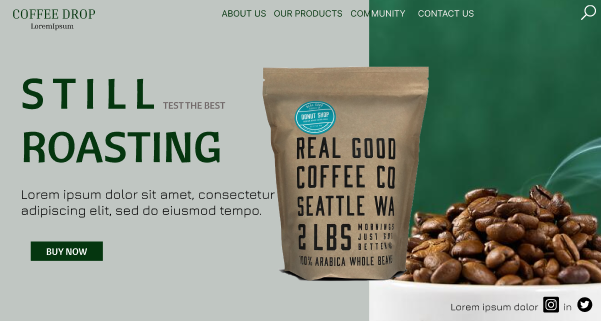 COFFEE DROP
LoremIpsum
ABOUT US OUR PRODUCTS COMMUNITY CONTACT US
STILL TEST THE BEST
ROASTING
Lorem ipsum dolor sit amet, consectetur
adipiscing elit, sed do eiusmod tempo.
BUY NOW
DONUT SHOP
REAL GOOD
COFFEE CO
SEATTLE WA
2 LBS
MORNINGS
JUST GOT
BETTER
100% ARABICA WHOLE BEAN
Lorem ipsum dolor in